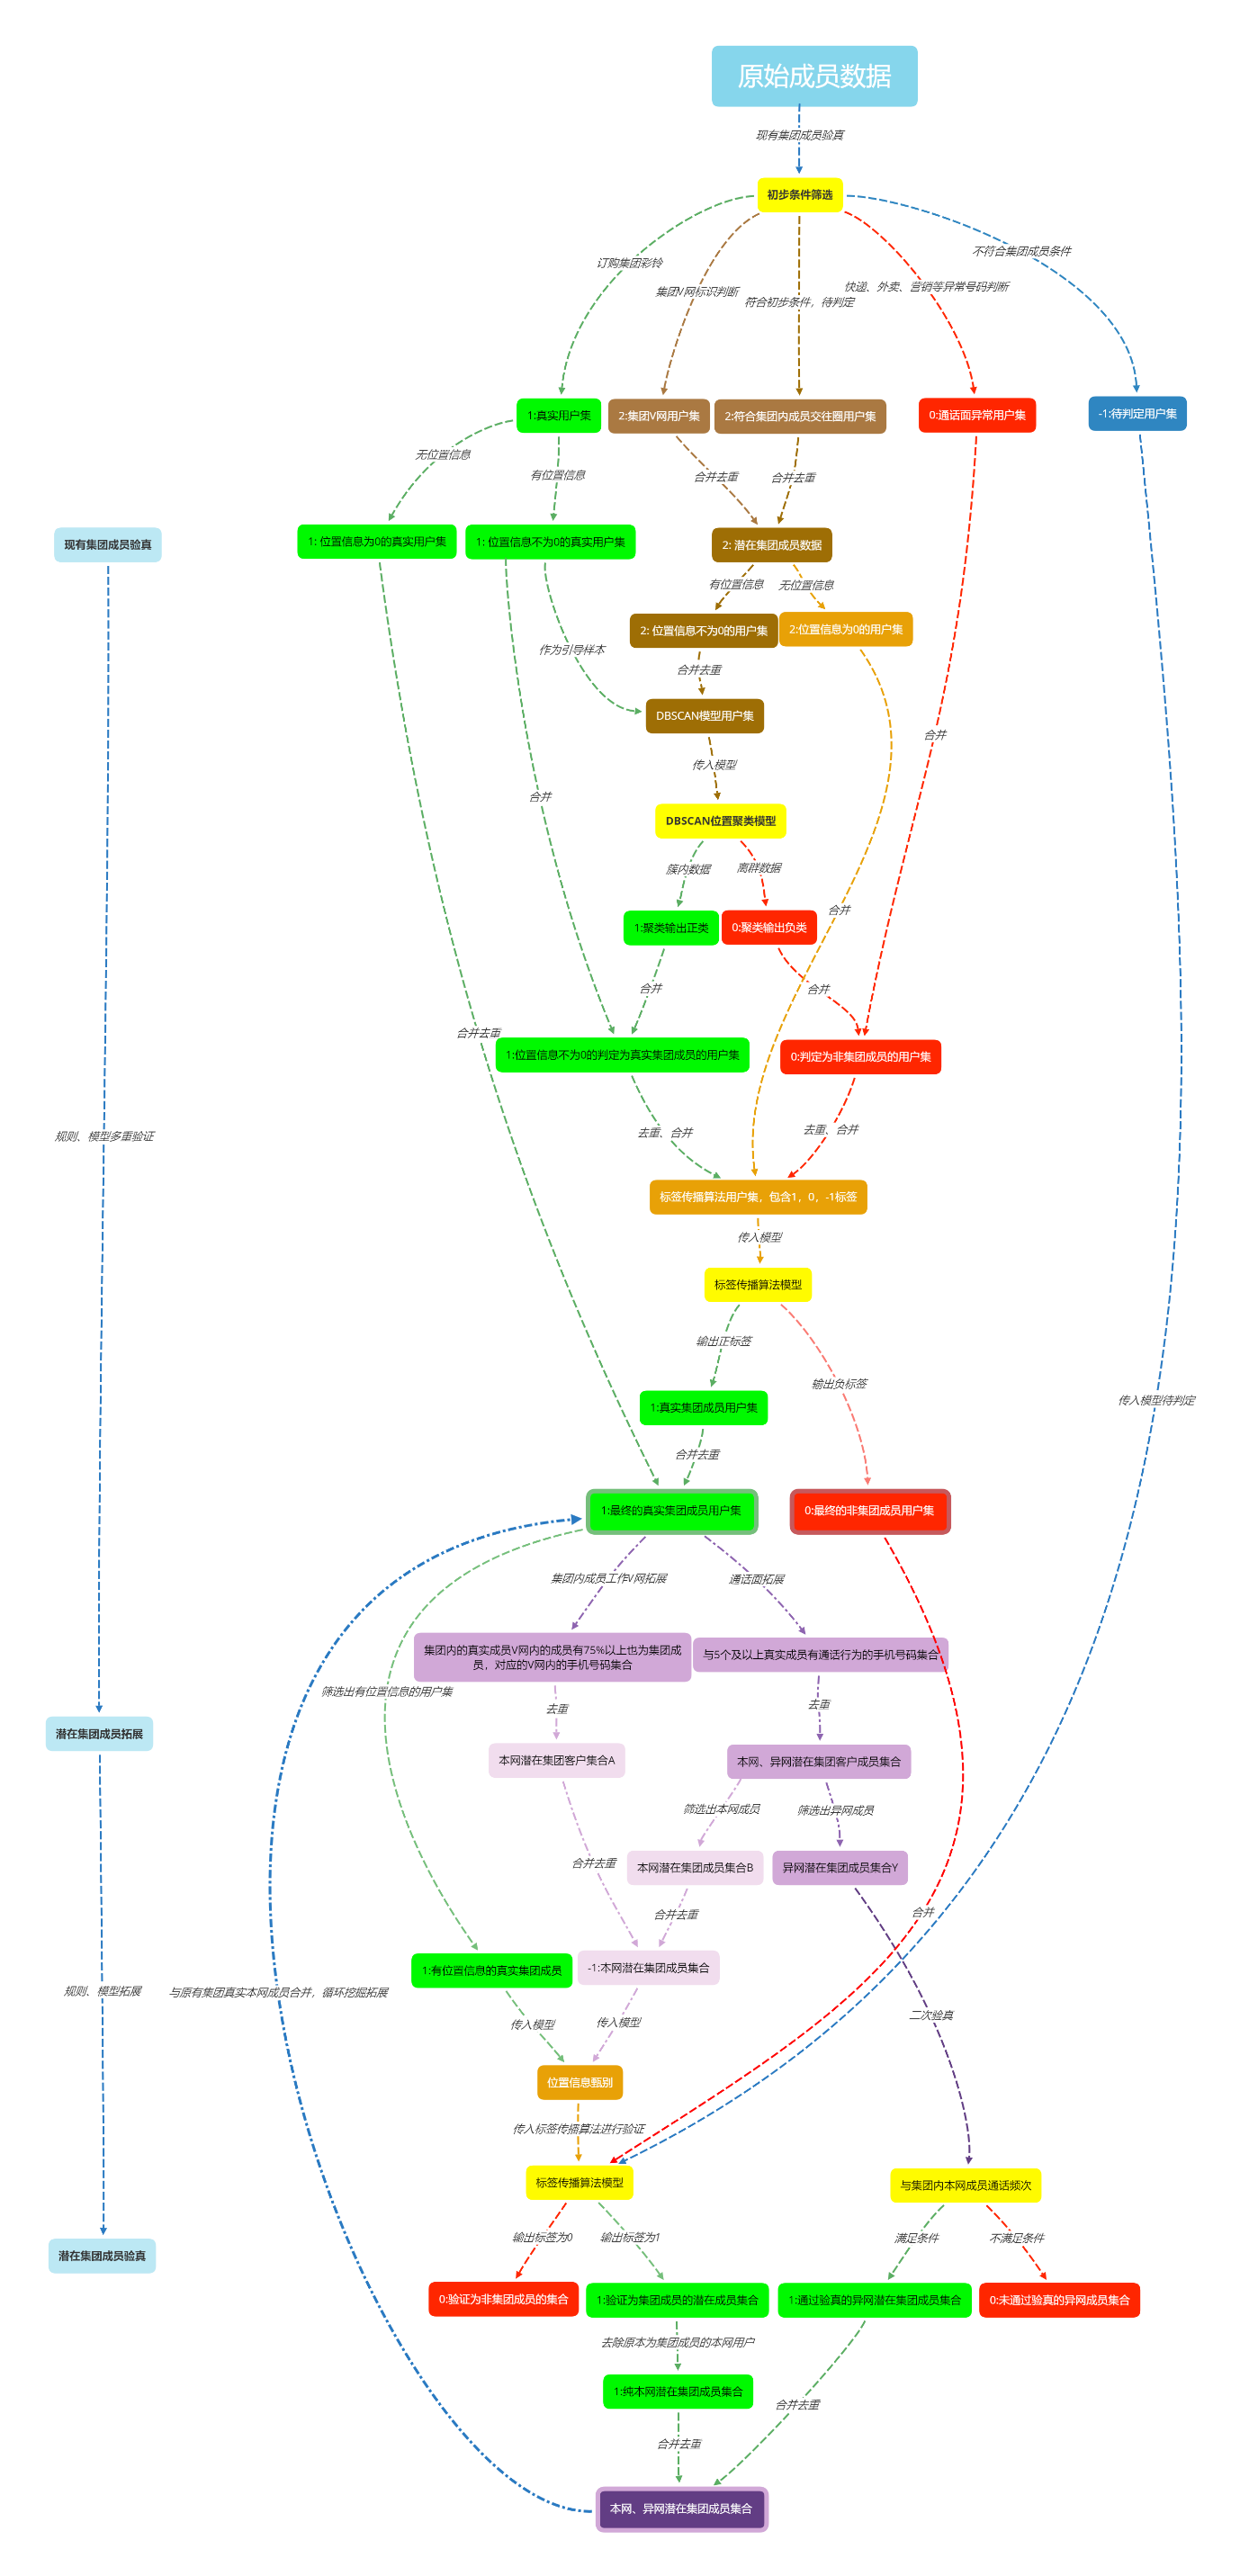 原始成员数据
现有集团成员验真
初步条件筛选
不符合集团成员条件
订购集团彩铃
快递、外卖、营销等异常号码判断
集团V网标识判断
符合初步条件，待判定
1:真实用户集
2:集团V网用户集
2:符合集团内成员交往圈用户集
0:通话面异常用户集
-1:待判定用户集
无位置信息
有位置信息
合并去重
合并去重
现有集团成员验真
1: 位置信息为0的真实用户集
1: 位置信息不为0的真实用户集
2: 潜在集团成员数据
有位置信息
无位置信息
2: 位置信息不为0的用户集
2:位置信息为0的用户集
作为引导样本
合并去重
DBSCAN模型用户集
合并
传入模型
合并
DBSCAN位置聚类模型
簇内数据
离群数据
合并
1:聚类输出正类
0:聚类输出负类
合并
合并
合并去重
1:位置信息不为0的判定为真实集团成员的用户集
0:判定为非集团成员的用户集
规则、模型多重验证
去重、合并
去重、合并
标签传播算法用户集，包含1，0，-1标签
传入模型
标签传播算法模型
输出正标签
输出负标签
传入模型待判定
1:真实集团成员用户集
合并去重
1:最终的真实集团成员用户集
0:最终的非集团成员用户集
集团内成员工作V网拓展
通话面拓展
集团内的真实成员V网内的成员有75%以上也为集团成
员，对应的V网内的手机号码集合
与5个及以上真实成员有通话行为的手机号码集合
筛选出有位置信息的用户集
去重
去重
潜在集团成员拓展
本网潜在集团客户集合A
本网、异网潜在集团客户成员集合
筛选出本网成员
筛选出异网成员
合并去重
本网潜在集团成员集合B
异网潜在集团成员集合Y
合并
合并去重
1:有位置信息的真实集团成员
-1:本网潜在集团成员集合
规则、模型拓展
与原有集团真实本网成员合并，循环挖掘拓展
传入模型
传入模型
二次验真
位置信息甄别
传入标签传播算法进行验证
标签传播算法模型
与集团内本网成员通话频次
输出标签为0
输出标签为1
满足条件
不满足条件
潜在集团成员验真
0:验证为非集团成员的集合
1:验证为集团成员的潜在成员集合
1:通过验真的异网潜在集团成员集合
0:未通过验真的异网成员集合
去除原本为集团成员的本网用户
1:纯本网潜在集团成员集合
合并去重
合并去重
本网、异网潜在集团成员集合